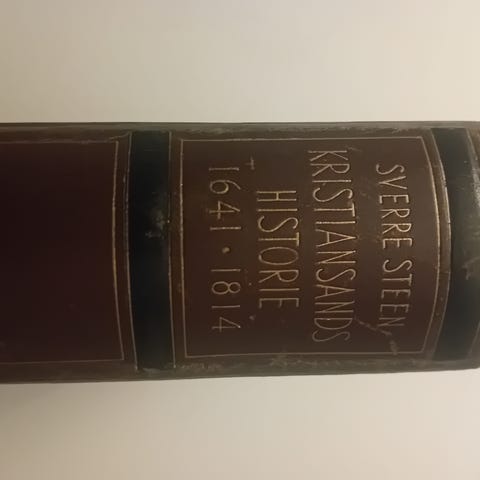 SVERRE STEEN
KRISTIANSANDS
HISTORIE
1641 · 1814